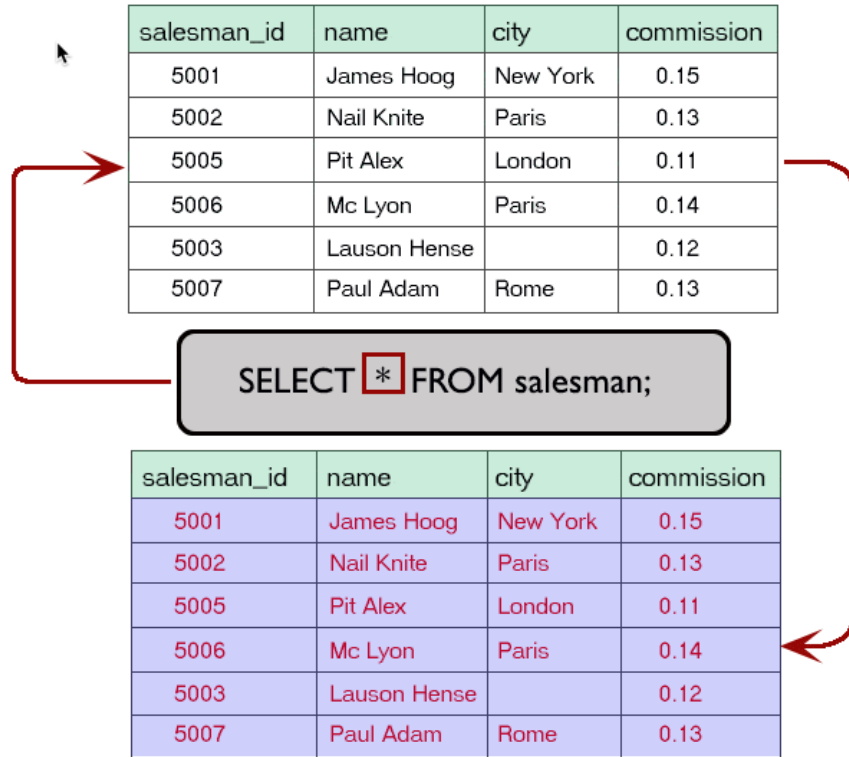 salesman_id name city commission
5001 James Hoog New York 0.15
5002 Nail Knite Paris 0.13
5005 Pit Alex London 0.11
5006 Mc Lyon Paris 0.14
5003 Lauson Hense 0.12
5007 Paul Adam Rome 0.13
SELECT * FROM salesman;
salesman_id name city commission
5001 James Hoog New York 0.15
5002 Nail Knite Paris 0.13
5005 Pit Alex London 0.11
5006 Mc Lyon Paris 0.14
5003 Lauson Hense 0.12
5007 Paul Adam Rome 0.13